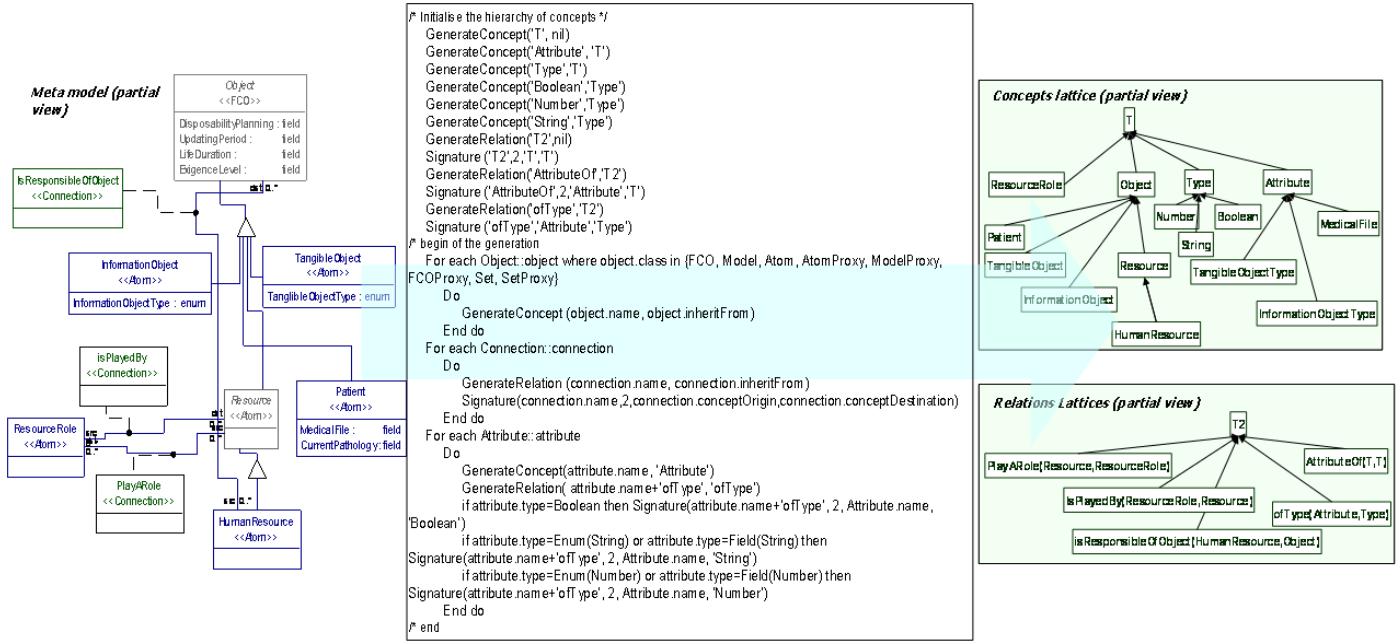 Meta model (partial
view)
Object
<<FCO>>
DisposabilityPlanning : field
UpdatingPeriod : field
LifeDuration : field
ExigenceLevel : field
isResponsibleOfObject
<<Connection>>
InformationObject
<<Atom>>
InformationObjectType : enum
TangibleObject
<<Atom>>
TanglibleObjectType : enum
isPlayedBy
<<Connection>>
Resource
<<Atom>>
Patient
<<Atom>>
MedicalFile : field
CurrentPathology: field
ResourceRole
<<Atom>>
PlayARole
<<Connection>>
HumanResource
<<Atom>>
/* Initialise the hierarchy of concepts */
GenerateConcept('T', nil)
GenerateConcept('Attribute', 'T')
GenerateConcept('Type','T')
GenerateConcept('Boolean','Type')
GenerateConcept('Number','Type')
GenerateConcept('String','Type')
GenerateRelation('T2',nil)
Signature ('T2',2,'T','T')
GenerateRelation('AttributeOf','T2')
Signature ('AttributeOf',2,'Attribute','T')
GenerateRelation('ofType','T2')
Signature ('ofType','Attribute','Type')
/* begin of the generation
For each Object::object where object.class in {FCO, Model, Atom, AtomProxy, ModelProxy,
FCOProxy, Set, SetProxy}
Do
GenerateConcept (object.name, object.inheritFrom)
End do
For each Connection::connection
Do
GenerateRelation (connection.name, connection.inheritFrom)
Signature(connection.name,2,connection.conceptOrigin,connection.conceptDestination)
End do
For each Attribute::attribute
Do
GenerateConcept(attribute.name, 'Attribute')
GenerateRelation( attribute.name+'ofType', 'ofType')
if attribute.type=Boolean then Signature(attribute.name+'ofType', 2, Attribute.name,
'Boolean')
if attribute.type=Enum(String) or attribute.type=Field(String) then
Signature(attribute.name+'ofType', 2, Attribute.name, 'String')
if attribute.type=Enum(Number) or attribute.type=Field(Number) then
Signature(attribute.name+'ofType', 2, Attribute.name, 'Number')
End do
/* end
Concepts lattice (partial view)
T
ResourceRole
Object
Type
Attribute
Number
Boolean
MedicalFile
Patient
String
TangibleObject
Resource
TangibleObjectType
InformationObject
InformationObjectType
HumanResource
Relations Lattices (partial view)
T2
PlayARole(Resource,ResourceRole)
AttributeOf(T,T)
IsPlayedBy(ResourceRole,Resource)
ofType(Attribute,Type)
isResponsibleOfObject(HumanResource,Object)